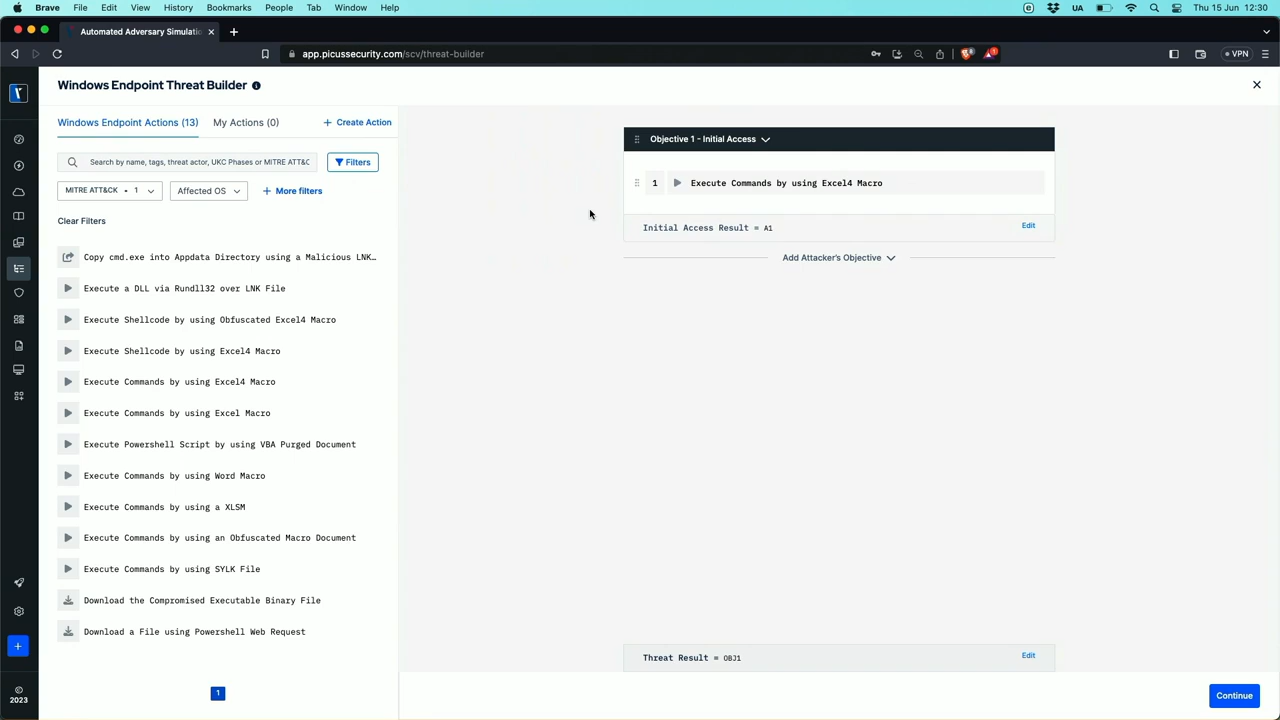 Brave File Edit View History Bookmarks People Tab Window Help UA Thu 15 Jun 12:30
Automated Adversary Simulati
app.picussecurity.com/scv/threat-builder VPN
Windows Endpoint Threat Builder
Windows Endpoint Actions (13) My Actions (0) + Create Action
Search by name, tags, threat actor, UKC Phases or MITRE ATT&C Filters
MITRE ATT&CK • 1 Affected OS + More filters
Clear Filters
Copy cmd.exe into Appdata Directory using a Malicious LNK…
Execute a DLL via Rundll32 over LNK File
Execute Shellcode by using Obfuscated Excel4 Macro
Execute Shellcode by using Excel4 Macro
Execute Commands by using Excel4 Macro
Execute Commands by using Excel Macro
Execute Powershell Script by using VBA Purged Document
Execute Commands by using Word Macro
Execute Commands by using a XLSM
Execute Commands by using an Obfuscated Macro Document
Execute Commands by using SYLK File
Download the Compromised Executable Binary File
Download a File using Powershell Web Request
1
© 2023
Objective 1 - Initial Access
1 Execute Commands by using Excel4 Macro
Initial Access Result = A1 Edit
Add Attacker's Objective
Threat Result = OBJ1 Edit
Continue